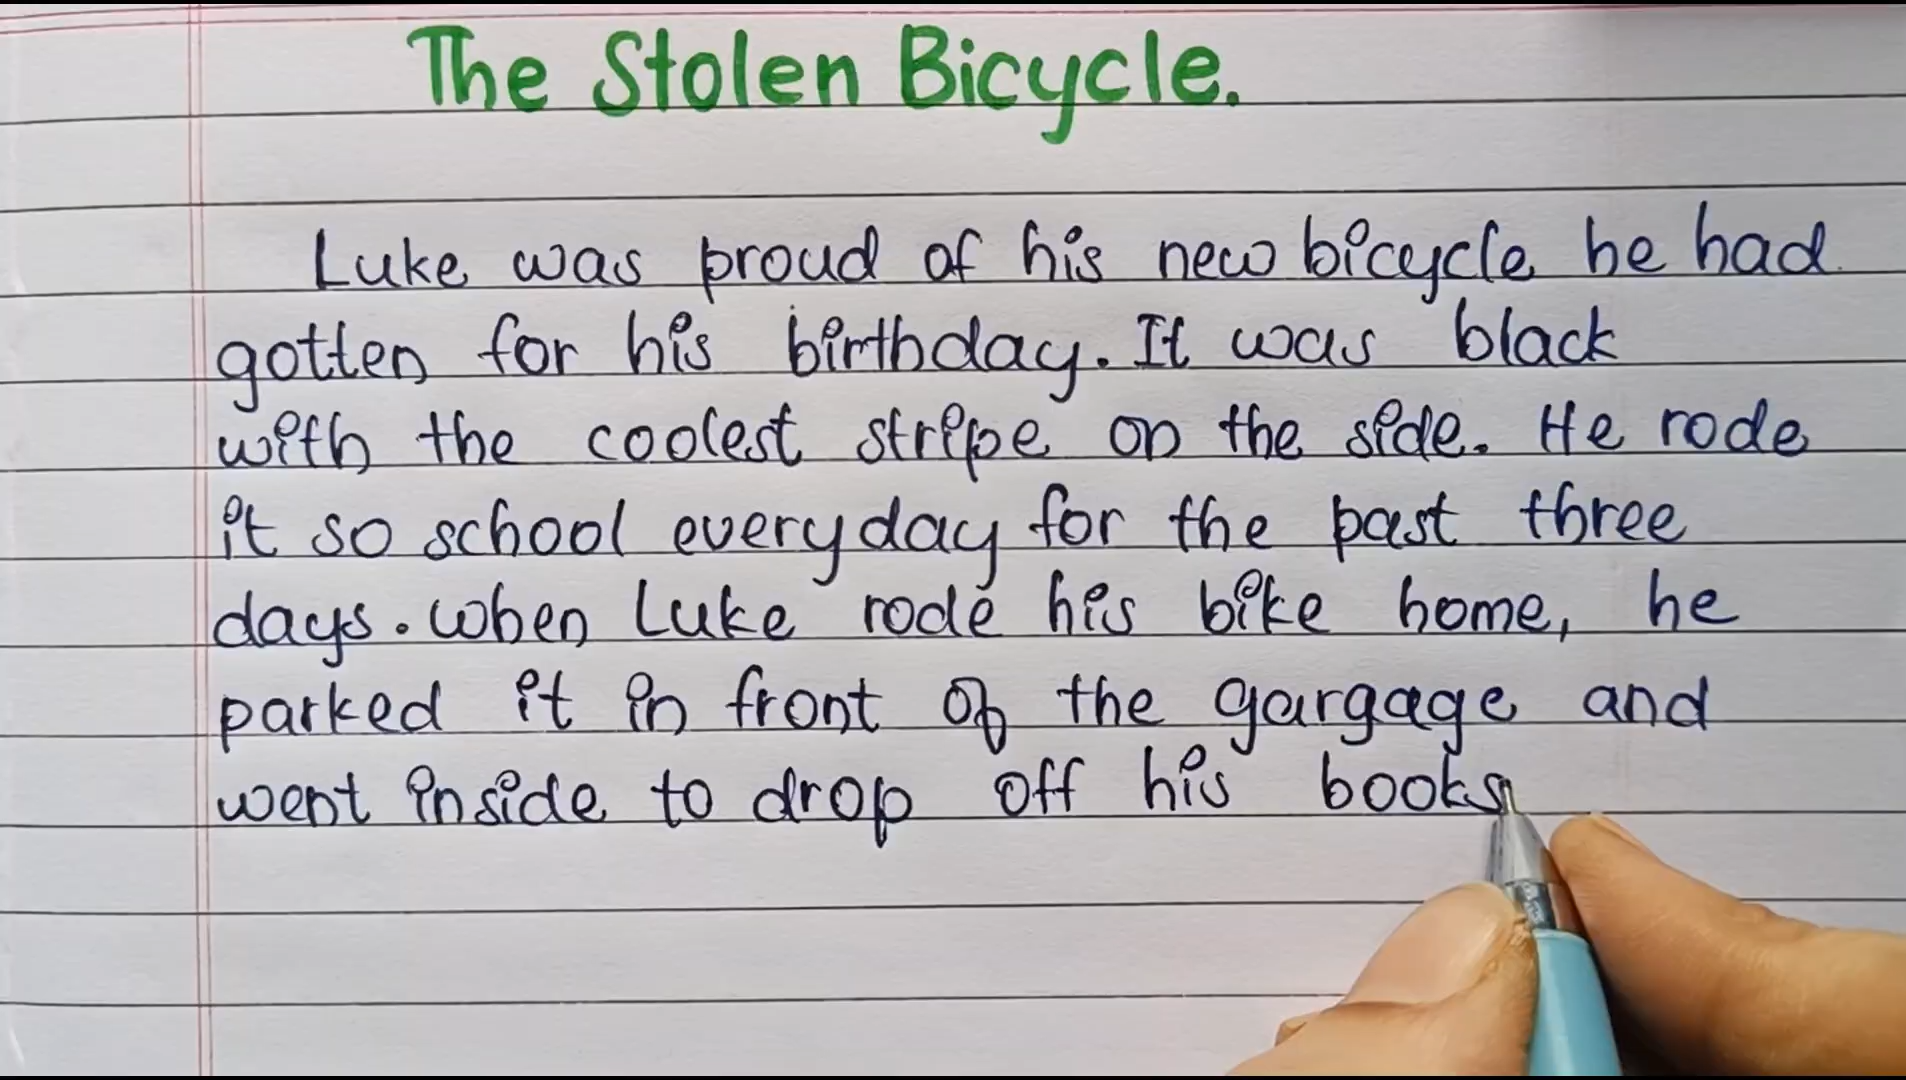 The Stolen Bicycle.
Luke was proud of his new bicycle he had
gotten for his birthday. It was black
with the coolest stripe on the side. He rode
it so school everyday for the past three
days. when Luke rode his bike home, he
parked it in front of the gargage and
went inside to drop off his books